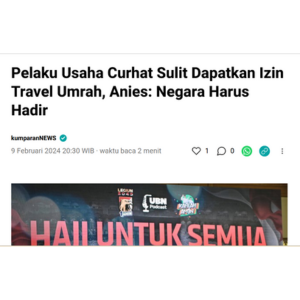 Pelaku Usaha Curhat Sulit Dapatkan Izin
Travel Umrah, Anies: Negara Harus
Hadir
kumparanNEWS
9 Februari 2024 20:30 WIB · waktu baca 2 menit
1
0
UBN
Podcast
HAJI UNTUK SEMUA